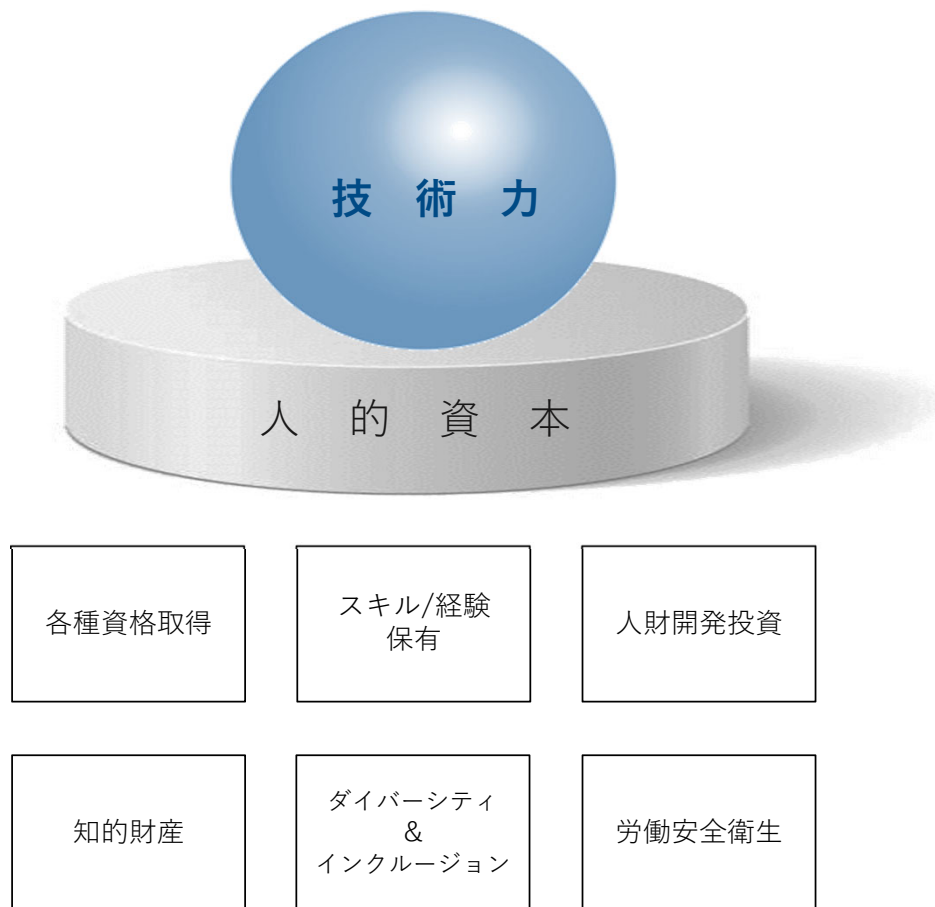 技 術 力
人 的 資 本
各種資格取得
スキル/経験
保有
人財開発投資
知的財産
ダイバーシティ
&
インクルージョン
労働安全衛生